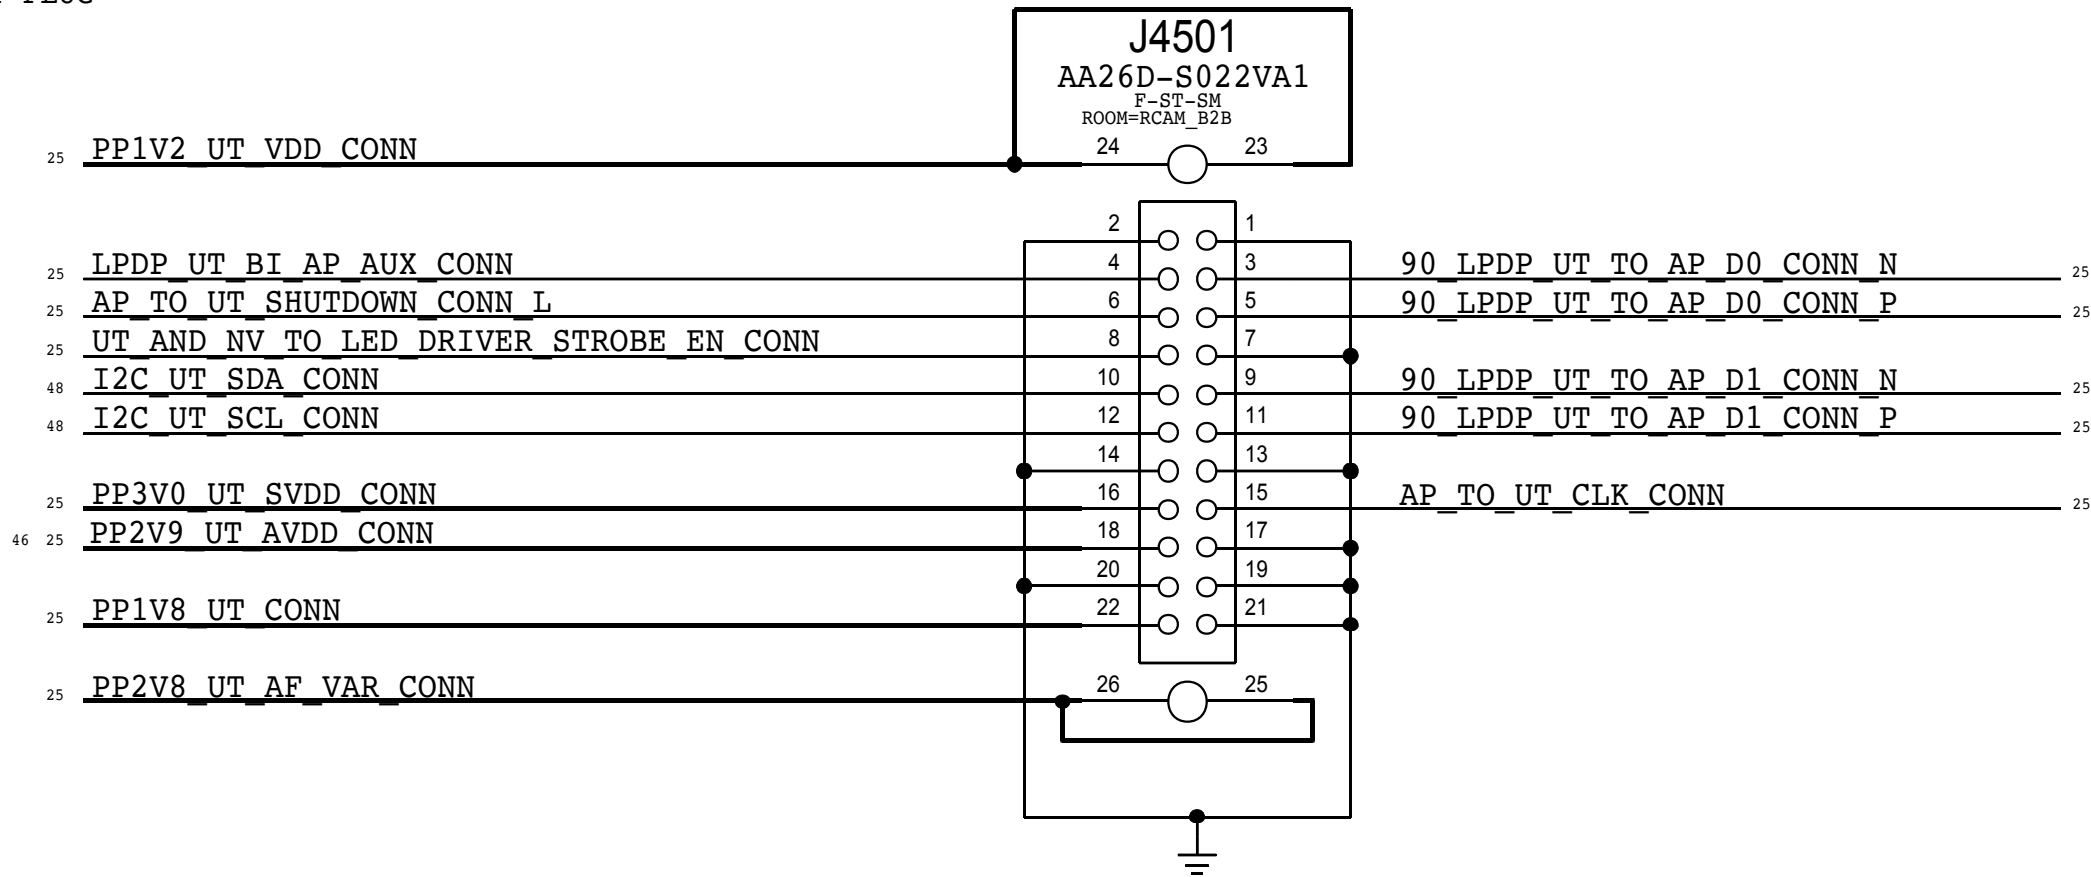 J4501
AA26D-S022VA1
F-ST-SM
ROOM=RCAM_B2B
25 PP1V2_UT_VDD_CONN 24 23
2 1
25 LPDP_UT_BI_AP_AUX_CONN 4 3 90_LPDP_UT_TO_AP_D0_CONN_N 25
25 AP_TO_UT_SHUTDOWN_CONN_L 6 5 90_LPDP_UT_TO_AP_D0_CONN_P 25
25 UT_AND_NV_TO_LED_DRIVER_STROBE_EN_CONN 8 7
48 I2C_UT_SDA_CONN 10 9 90_LPDP_UT_TO_AP_D1_CONN_N 25
48 I2C_UT_SCL_CONN 12 11 90_LPDP_UT_TO_AP_D1_CONN_P 25
14 13
25 PP3V0_UT_SVDD_CONN 16 15 AP_TO_UT_CLK_CONN 25
46 25 PP2V9_UT_AVDD_CONN 18 17
20 19
25 PP1V8_UT_CONN 22 21
25 PP2V8_UT_AF_VAR_CONN 26 25